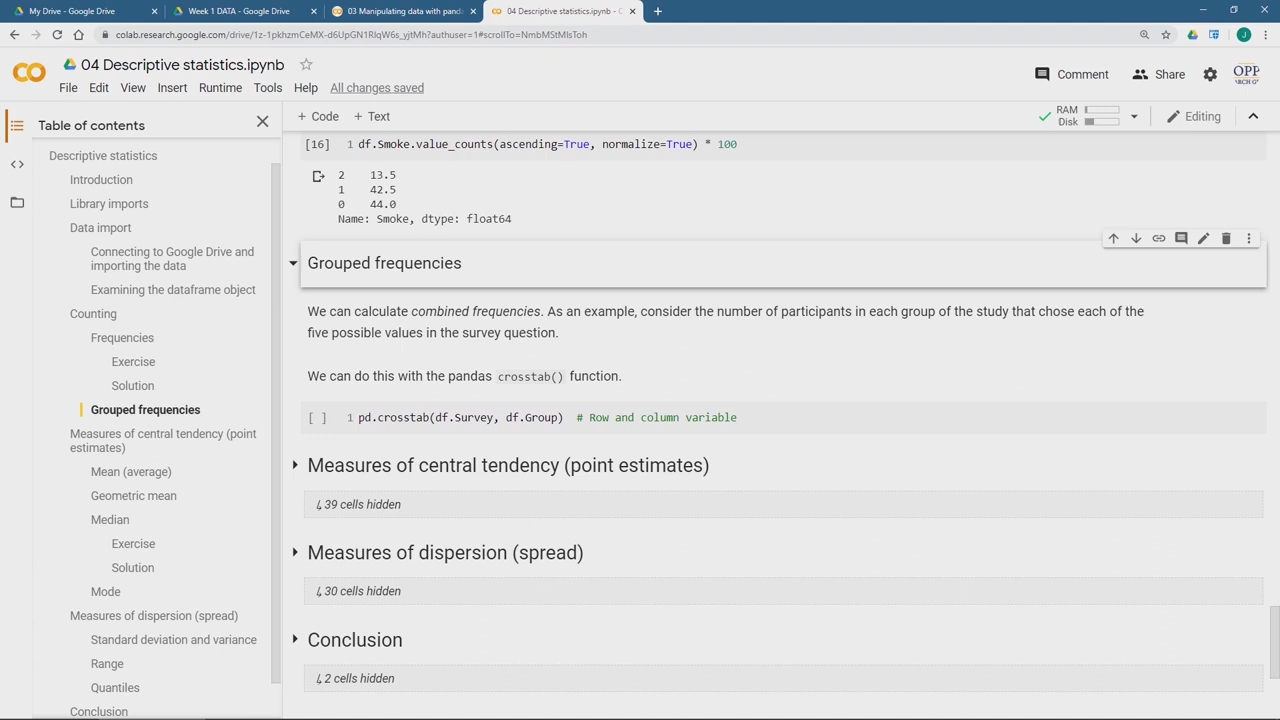 My Drive - Google Drive
Week 1 DATA - Google Drive
03 Manipulating data with panda
04 Descriptive statistics.ipynb - C
colab.research.google.com/drive/1z-1pkhzmCeMX-d6UpGN1RlqW6s_yjtMh?authuser=1#scrollTo=NmbMStMlsToh
J
04 Descriptive statistics.ipynb
File Edit View Insert Runtime Tools Help All changes saved
Comment
Share
OPP
RCH G
Table of contents
+ Code + Text
RAM
Disk
Editing
Descriptive statistics
Introduction
Library imports
Data import
Connecting to Google Drive and
importing the data
Examining the dataframe object
Counting
Frequencies
Exercise
Solution
Grouped frequencies
Measures of central tendency (point
estimates)
Mean (average)
Geometric mean
Median
Exercise
Solution
Mode
Measures of dispersion (spread)
Standard deviation and variance
Range
Quantiles
Conclusion
[16] 1 df.Smoke.value_counts(ascending=True, normalize=True) * 100
2 13.5
1 42.5
0 44.0
Name: Smoke, dtype: float64
Grouped frequencies
We can calculate combined frequencies. As an example, consider the number of participants in each group of the study that chose each of the
five possible values in the survey question.
We can do this with the pandas crosstab() function.
[ ] 1 pd.crosstab(df.Survey, df.Group) # Row and column variable
Measures of central tendency (point estimates)
39 cells hidden
Measures of dispersion (spread)
30 cells hidden
Conclusion
2 cells hidden